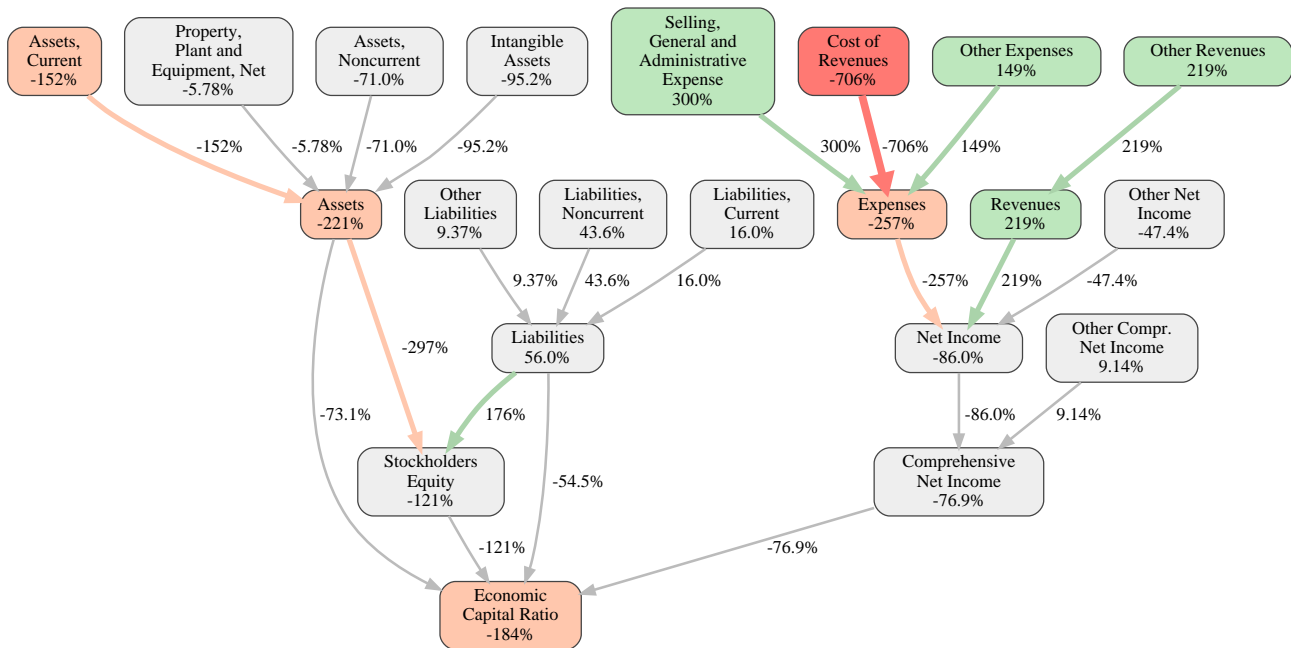 Assets,
Current
-152%
Property,
Plant and
Equipment, Net
-5.78%
Assets,
Noncurrent
-71.0%
Intangible
Assets
-95.2%
Selling,
General and
Administrative
Expense
300%
Cost of
Revenues
-706%
Other Expenses
149%
Other Revenues
219%
-152%
-5.78%
-71.0%
-95.2%
300%
-706%
149%
219%
Assets
-221%
Other
Liabilities
9.37%
Liabilities,
Noncurrent
43.6%
Liabilities,
Current
16.0%
Expenses
-257%
Revenues
219%
Other Net
Income
-47.4%
9.37%
43.6%
16.0%
-257%
219%
-47.4%
-297%
Liabilities
56.0%
Net Income
-86.0%
Other Compr.
Net Income
9.14%
-73.1%
176%
-86.0%
9.14%
Stockholders
Equity
-121%
-54.5%
Comprehensive
Net Income
-76.9%
-121%
-76.9%
Economic
Capital Ratio
-184%